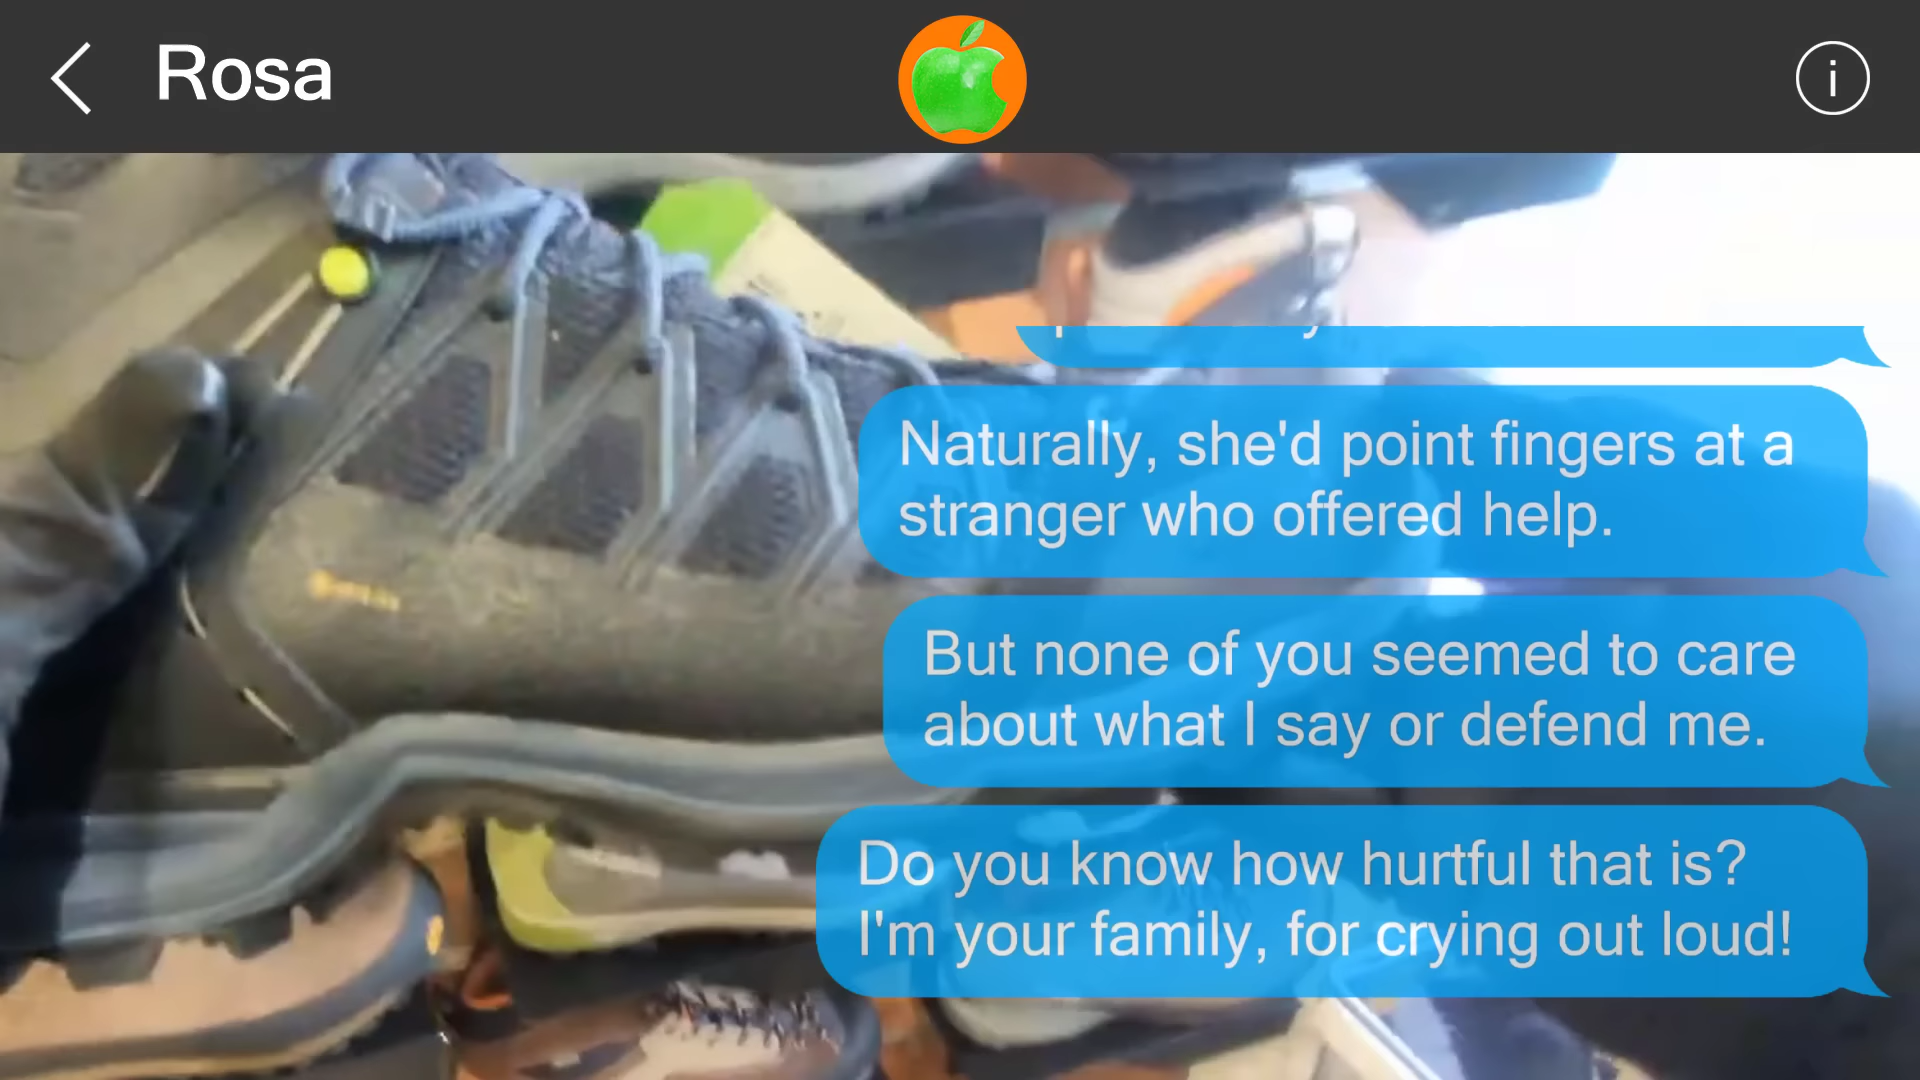 Rosa
Naturally, she'd point fingers at a
stranger who offered help.
But none of you seemed to care
about what I say or defend me.
Do you know how hurtful that is?
I'm your family, for crying out loud!